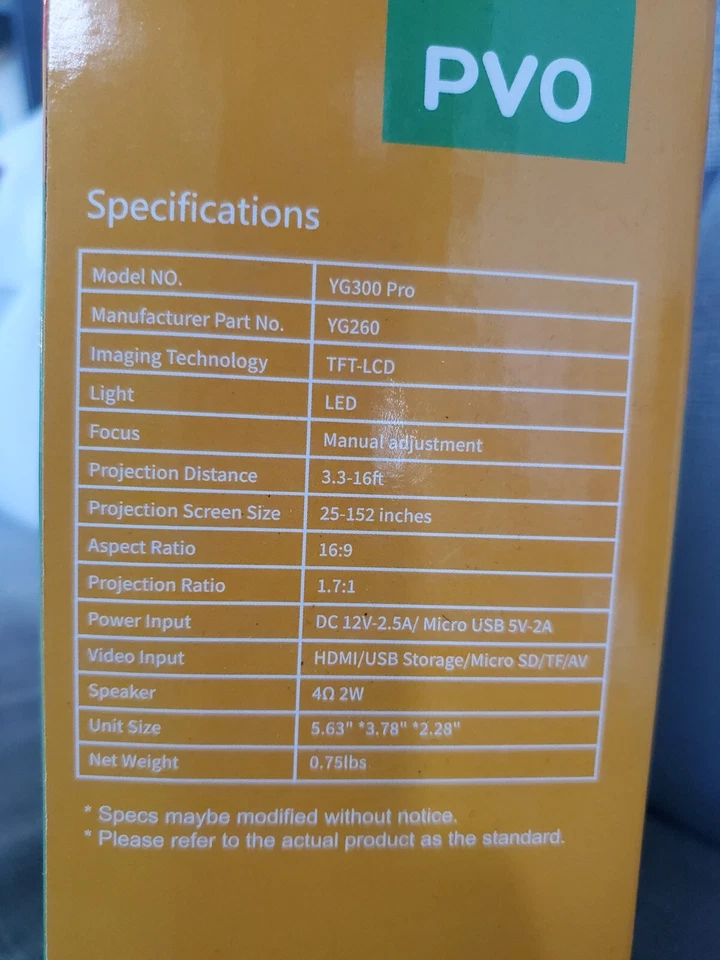 PVO
Specifications
Model NO. YG300 Pro
Manufacturer Part No. YG260
Imaging Technology TFT-LCD
Light LED
Focus Manual adjustment
Projection Distance 3.3-16ft
Projection Screen Size 25-152 inches
Aspect Ratio 16:9
Projection Ratio 1.7:1
Power Input DC 12V-2.5A/ Micro USB 5V-2A
Video Input HDMI/USB Storage/Micro SD/TF/AV
Speaker 4Ω 2W
Unit Size 5.63" *3.78" *2.28"
Net Weight 0.75lbs
* Specs maybe modified without notice.
* Please refer to the actual product as the standard.